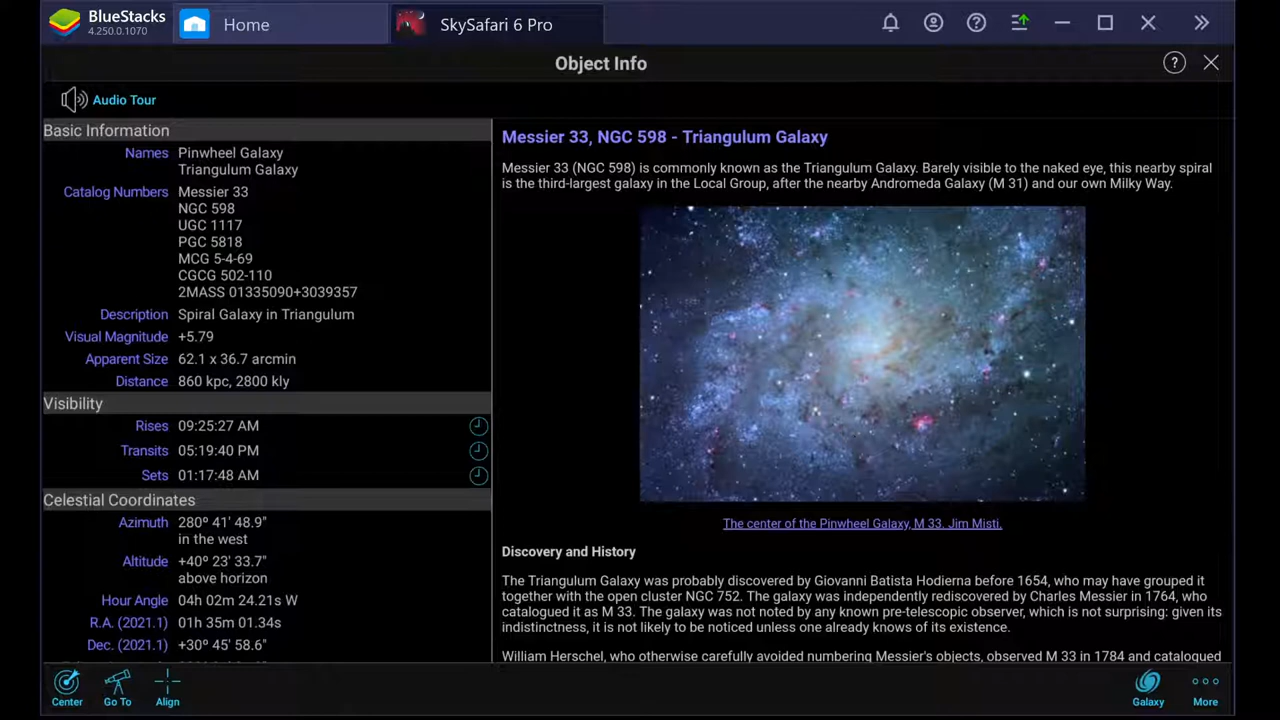 BlueStacks
4.250.0.1070
Home
SkySafari 6 Pro
Object Info
Audio Tour
Basic Information
Names Pinwheel Galaxy
Triangulum Galaxy
Catalog Numbers Messier 33
NGC 598
UGC 1117
PGC 5818
MCG 5-4-69
CGCG 502-110
2MASS 01335090+3039357
Description Spiral Galaxy in Triangulum
Visual Magnitude +5.79
Apparent Size 62.1 x 36.7 arcmin
Distance 860 kpc, 2800 kly
Visibility
Rises 09:25:27 AM
Transits 05:19:40 PM
Sets 01:17:48 AM
Celestial Coordinates
Azimuth 280º 41' 48.9"
in the west
Altitude +40º 23' 33.7"
above horizon
Hour Angle 04h 02m 24.21s W
R.A. (2021.1) 01h 35m 01.34s
Dec. (2021.1) +30º 45' 58.6"
Messier 33, NGC 598 - Triangulum Galaxy
Messier 33 (NGC 598) is commonly known as the Triangulum Galaxy. Barely visible to the naked eye, this nearby spiral
is the third-largest galaxy in the Local Group, after the nearby Andromeda Galaxy (M 31) and our own Milky Way.
The center of the Pinwheel Galaxy, M 33. Jim Misti.
Discovery and History
The Triangulum Galaxy was probably discovered by Giovanni Batista Hodierna before 1654, who may have grouped it
together with the open cluster NGC 752. The galaxy was independently rediscovered by Charles Messier in 1764, who
catalogued it as M 33. The galaxy was not noted by any known pre-telescopic observer, which is not surprising: given its
indistinctness, it is not likely to be noticed unless one already knows of its existence.
William Herschel, who otherwise carefully avoided numbering Messier's objects, observed M 33 in 1784 and catalogued
Center
Go To
Align
Galaxy
More